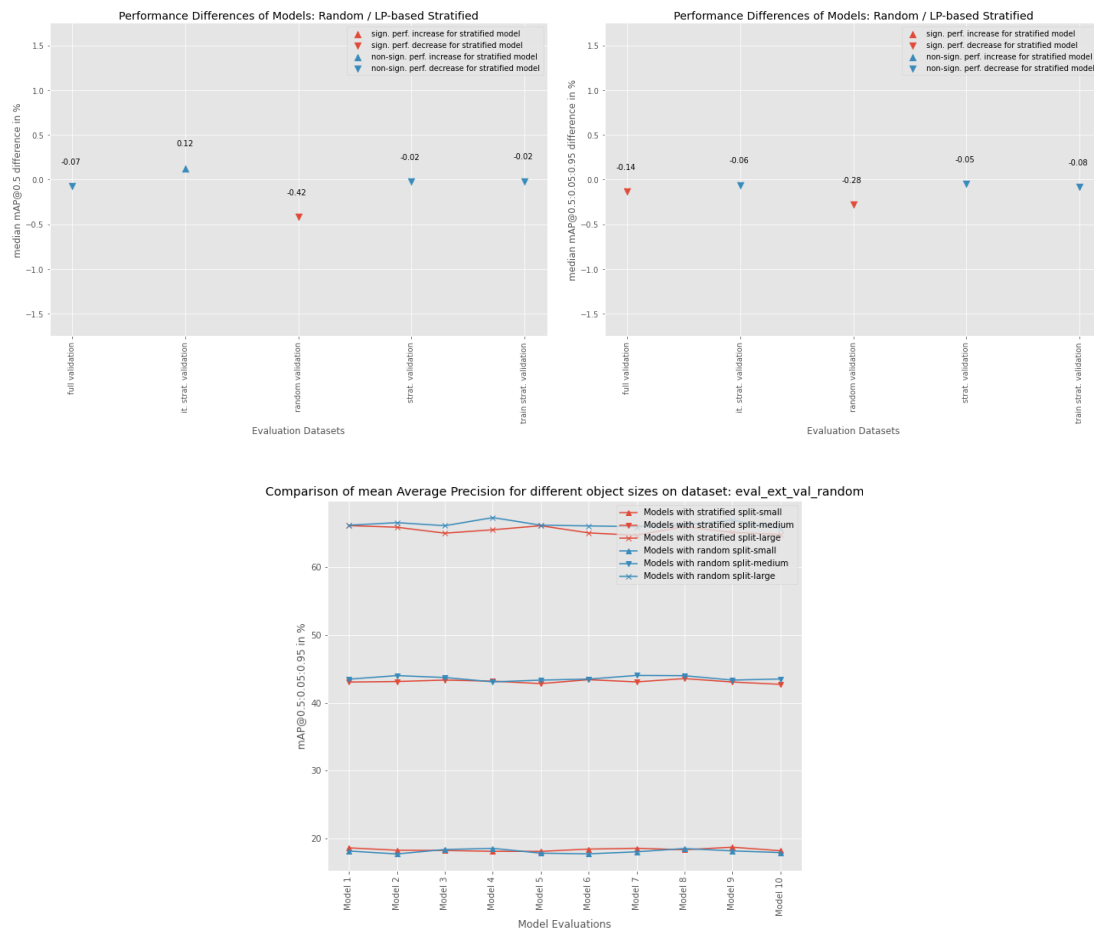 Performance Differences of Models: Random / LP-based Stratified
sign. perf. increase for stratified model
sign. perf. decrease for stratified model
non-sign. perf. increase for stratified model
non-sign. perf. decrease for stratified model
median mAP@0.5 difference in %
1.5
1.0
0.5
0.0
−0.5
−1.0
−1.5
-0.07
0.12
-0.42
-0.02
-0.02
full validation
it. strat. validation
random validation
strat. validation
train strat. validation
Evaluation Datasets
Performance Differences of Models: Random / LP-based Stratified
sign. perf. increase for stratified model
sign. perf. decrease for stratified model
non-sign. perf. increase for stratified model
non-sign. perf. decrease for stratified model
median mAP@0.5:0.05:0.95 difference in %
1.5
1.0
0.5
0.0
−0.5
−1.0
−1.5
-0.14
-0.06
-0.28
-0.05
-0.08
full validation
it. strat. validation
random validation
strat. validation
train strat. validation
Evaluation Datasets
Comparison of mean Average Precision for different object sizes on dataset: eval_ext_val_random
Models with stratified split-small
Models with stratified split-medium
Models with stratified split-large
Models with random split-small
Models with random split-medium
Models with random split-large
mAP@0.5:0.05:0.95 in %
60
50
40
30
20
Model 1
Model 2
Model 3
Model 4
Model 5
Model 6
Model 7
Model 8
Model 9
Model 10
Model Evaluations